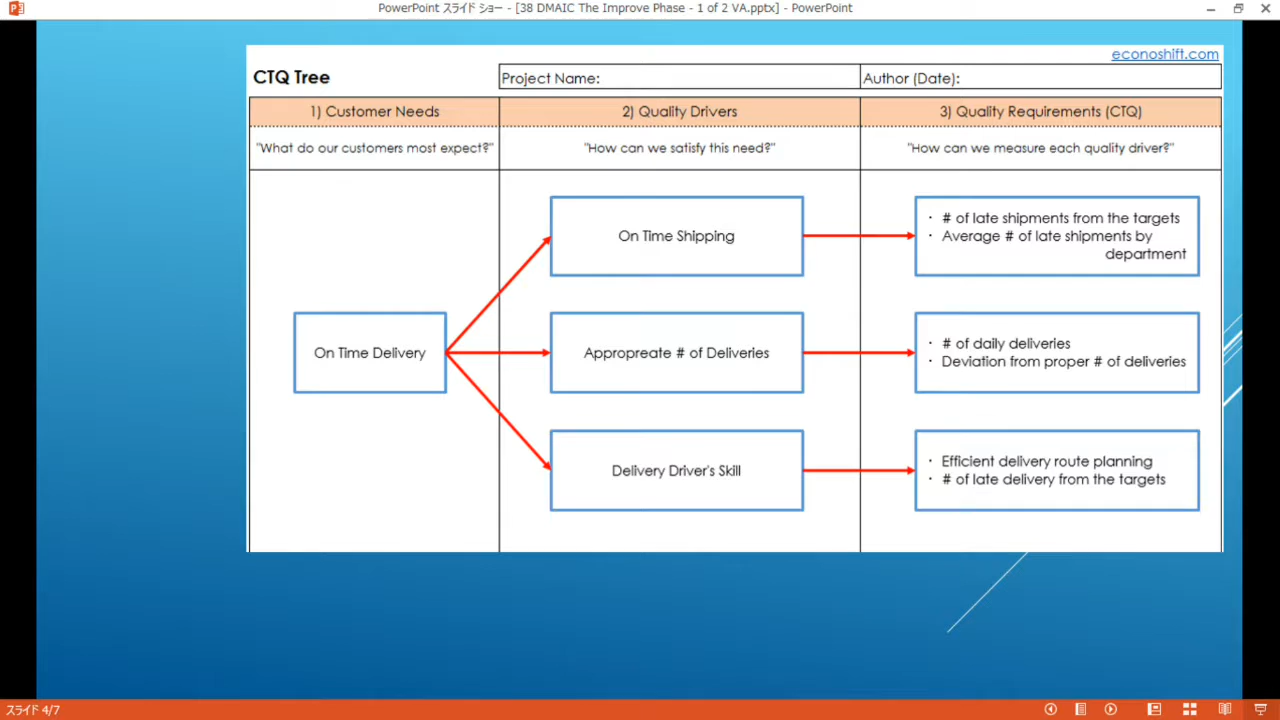 PowerPoint スライド ショー - [38 DMAIC The Improve Phase - 1 of 2 VA.pptx] - PowerPoint
econoshift.com
CTQ Tree
Project Name:
Author (Date):
1) Customer Needs
2) Quality Drivers
3) Quality Requirements (CTQ)
"What do our customers most expect?"
"How can we satisfy this need?"
"How can we measure each quality driver?"
On Time Delivery
On Time Shipping
· # of late shipments from the targets
· Average # of late shipments by
department
Appropreate # of Deliveries
· # of daily deliveries
· Deviation from proper # of deliveries
Delivery Driver's Skill
· Efficient delivery route planning
· # of late delivery from the targets
スライド 4/7